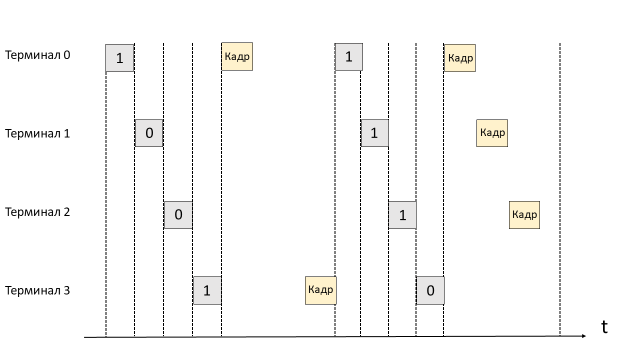 Терминал 0
1
Кадр
1
Кадр
Терминал 1
0
1
Кадр
Терминал 2
0
1
Кадр
Терминал 3
1
Кадр
0
t